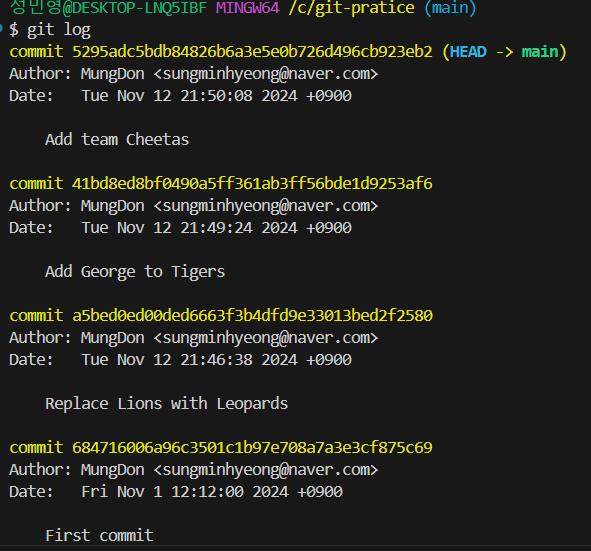 성민영@DESKTOP-LNQ5IBF MINGW64 /c/git-pratice (main)
$ git log
commit 5295adc5bdb84826b6a3e5e0b726d496cb923eb2 (HEAD -> main)
Author: MungDon <sungminhyeong@naver.com>
Date:   Tue Nov 12 21:50:08 2024 +0900
Add team Cheetas
commit 41bd8ed8bf0490a5ff361ab3ff56bde1d9253af6
Author: MungDon <sungminhyeong@naver.com>
Date:   Tue Nov 12 21:49:24 2024 +0900
Add George to Tigers
commit a5bed0ed00ded6663f3b4dfd9e33013bed2f2580
Author: MungDon <sungminhyeong@naver.com>
Date:   Tue Nov 12 21:46:38 2024 +0900
Replace Lions with Leopards
commit 684716006a96c3501c1b97e708a7a3e3cf875c69
Author: MungDon <sungminhyeong@naver.com>
Date:   Fri Nov 1 12:12:00 2024 +0900
First commit